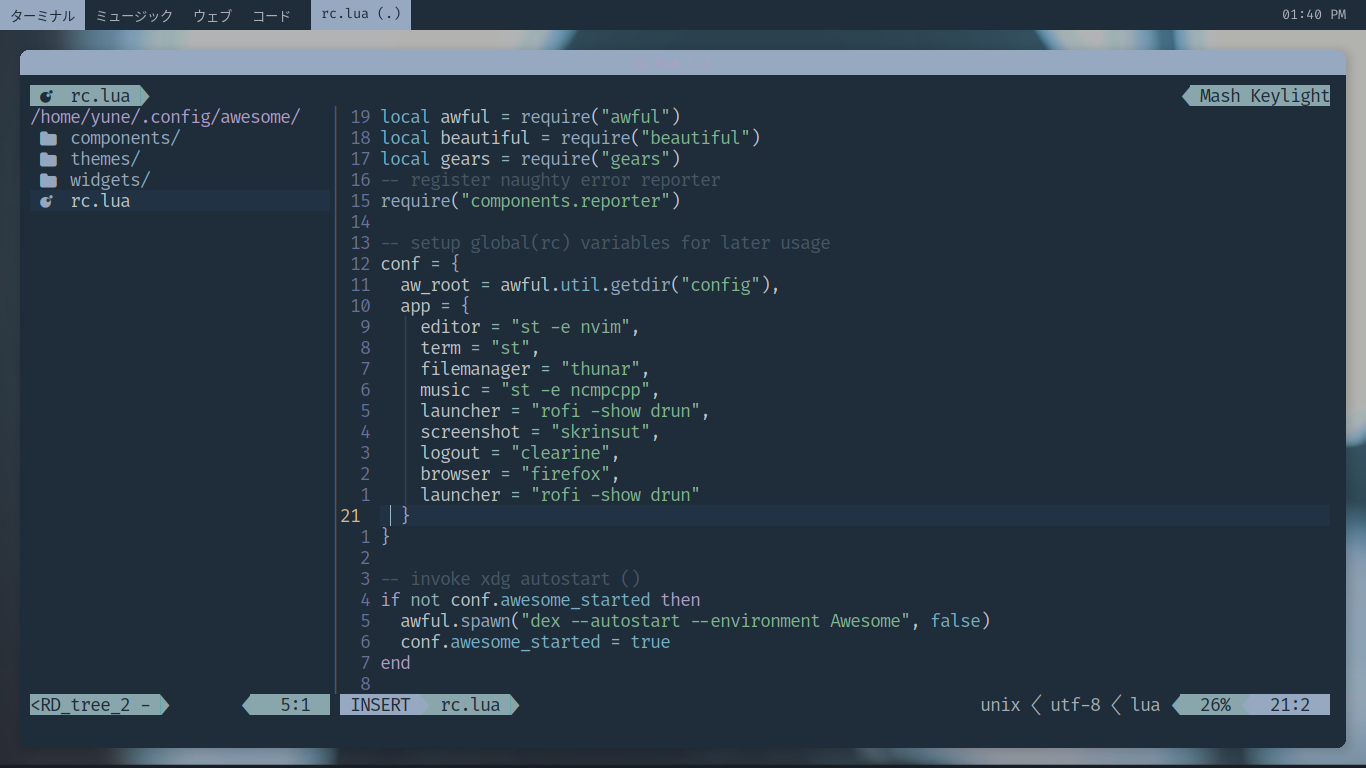 ターミナル ミュージック ウェブ コード rc.lua (.) 01:40 PM
rc.lua Mash Keylight
/home/yune/.config/awesome/
components/
themes/
widgets/
rc.lua
19 local awful = require("awful")
18 local beautiful = require("beautiful")
17 local gears = require("gears")
16 -- register naughty error reporter
15 require("components.reporter")
14
13 -- setup global(rc) variables for later usage
12 conf = {
11   aw_root = awful.util.getdir("config"),
10   app = {
9     editor = "st -e nvim",
8     term = "st",
7     filemanager = "thunar",
6     music = "st -e ncmpcpp",
5     launcher = "rofi -show drun",
4     screenshot = "skrinsut",
3     logout = "clearine",
2     browser = "firefox",
1     launcher = "rofi -show drun"
21   }
1 }
2
3 -- invoke xdg autostart ()
4 if not conf.awesome_started then
5   awful.spawn("dex --autostart --environment Awesome", false)
6   conf.awesome_started = true
7 end
8
<RD_tree_2 - 5:1 INSERT rc.lua unix utf-8 lua 26% 21:2